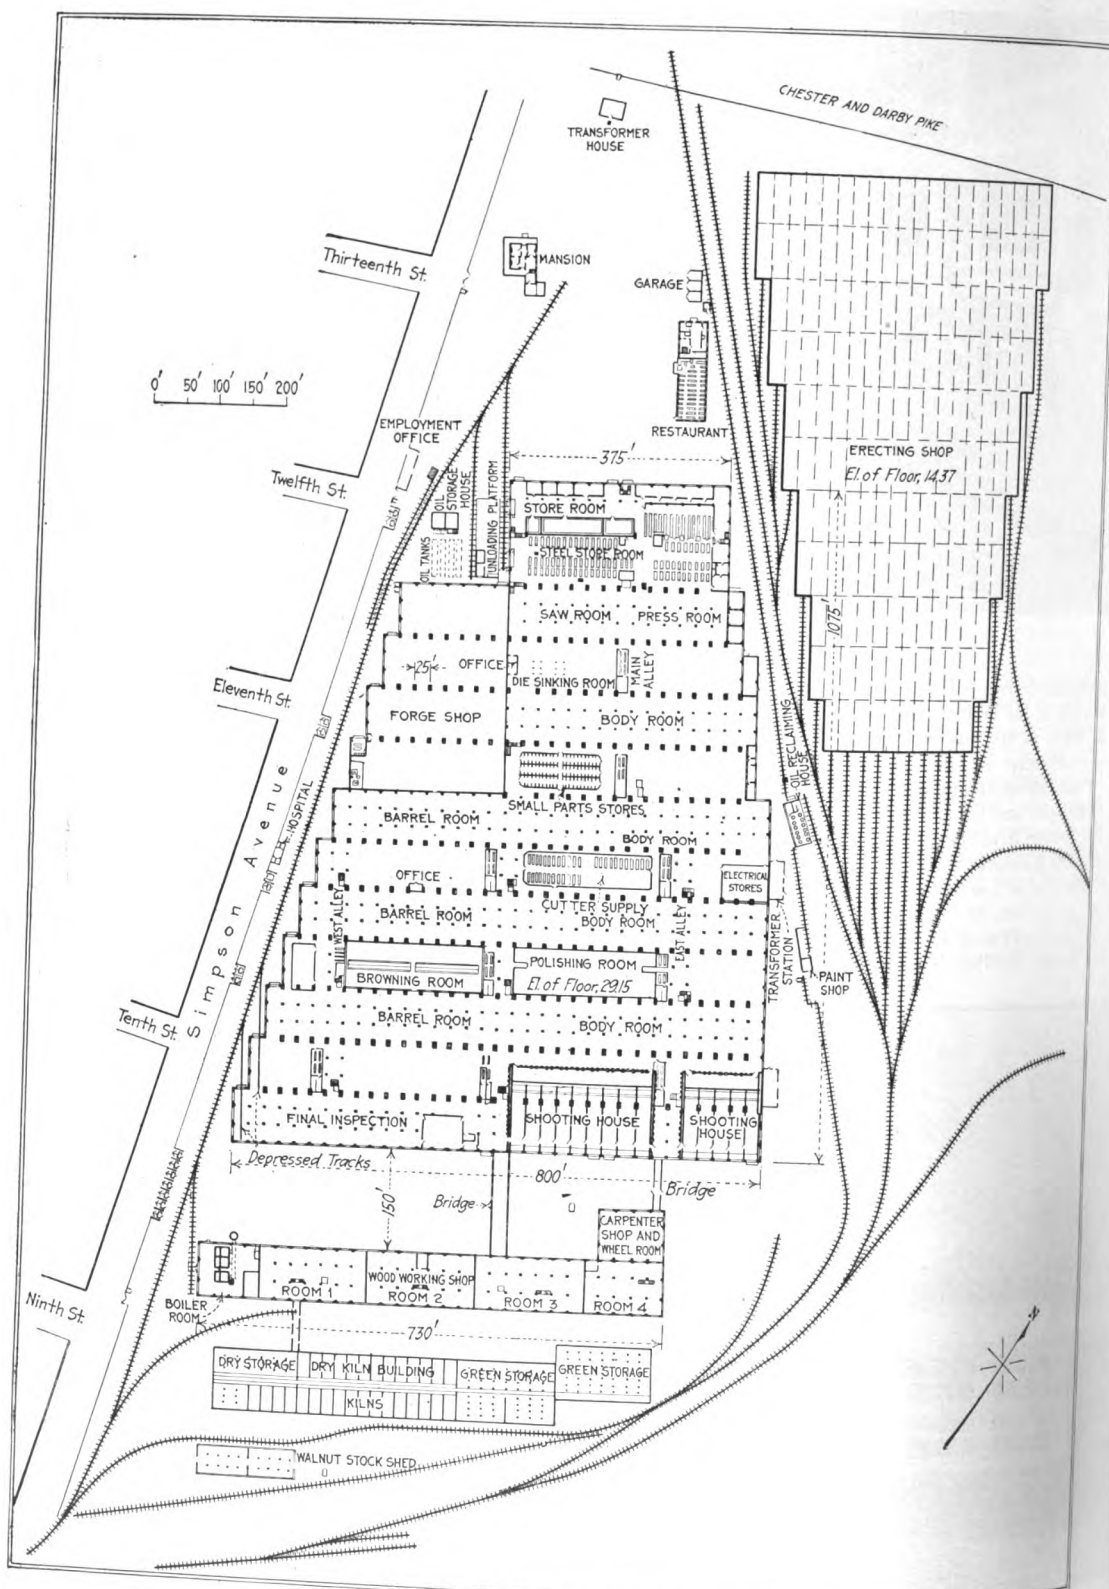 CHESTER AND DARBY PIKE
TRANSFORMER
HOUSE
Thirteenth St.
MANSION
GARAGE
0' 50' 100' 150' 200'
EMPLOYMENT
OFFICE
RESTAURANT
375'
ERECTING SHOP
El. of Floor, 14.37
Twelfth St.
OIL
STORAGE
HOUSE
OIL TANKS
UNLOADING PLATFORM
STORE ROOM
STEEL STORE ROOM
SAW ROOM
PRESS ROOM
1075'
OFFICE
25'
DIE SINKING ROOM
MAIN
ALLEY
Eleventh St.
FORGE SHOP
BODY ROOM
OIL RECLAIMING
HOUSE
Simpson Avenue
HOSPITAL
SMALL PARTS STORES
BARREL ROOM
BODY ROOM
OFFICE
ELECTRICAL
STORES
WEST ALLEY
BARREL ROOM
CUTTER SUPPLY
BODY ROOM
EAST ALLEY
TRANSFORMER
STATION
POLISHING ROOM
El. of Floor, 29.15
BROWNING ROOM
PAINT
SHOP
Tenth St.
BARREL ROOM
BODY ROOM
FINAL INSPECTION
SHOOTING HOUSE
SHOOTING
HOUSE
Depressed Tracks
800'
150'
Bridge
Bridge
CARPENTER
SHOP AND
WHEEL ROOM
WOOD WORKING SHOP
ROOM 1
ROOM 2
ROOM 3
ROOM 4
BOILER
ROOM
Ninth St.
730'
DRY STORAGE
DRY KILN BUILDING
GREEN STORAGE
GREEN STORAGE
KILNS
WALNUT STOCK SHED
N